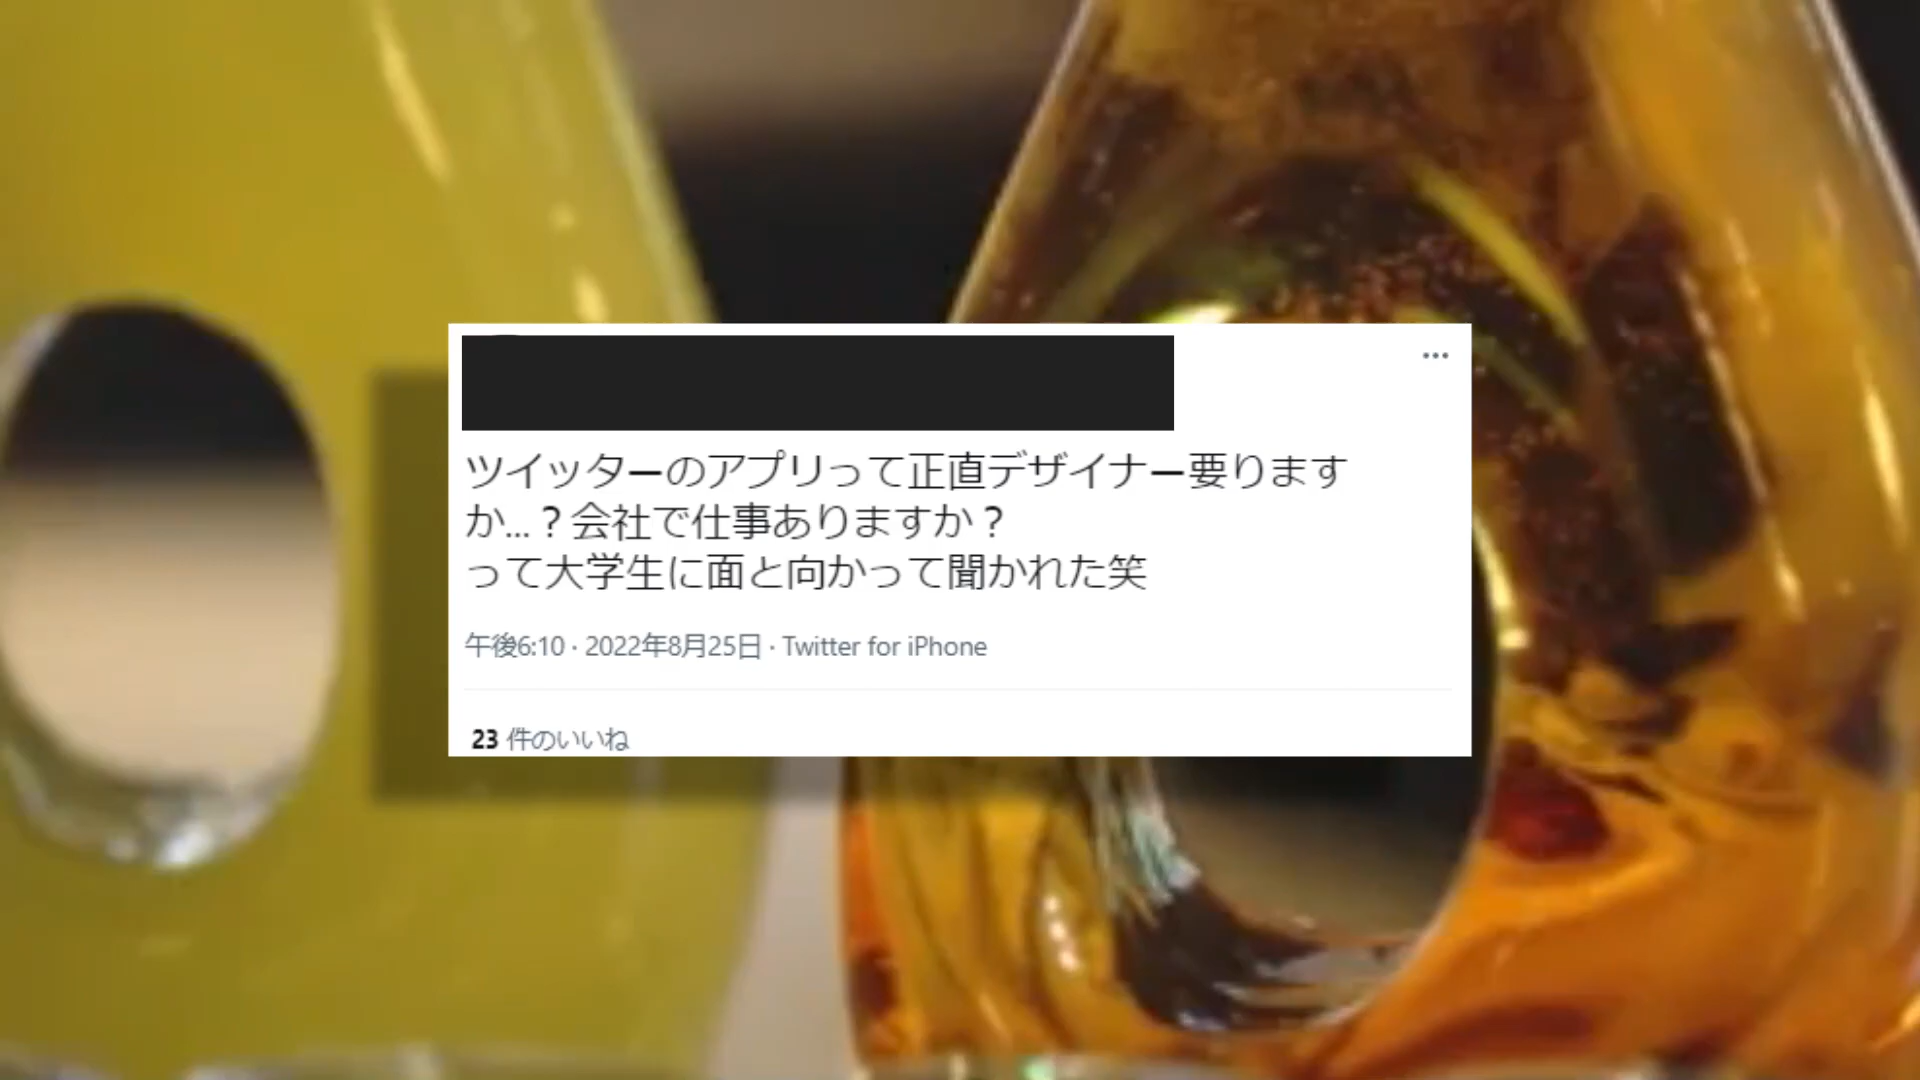 ツイッターのアプリって正直デザイナー要ります
か...？会社で仕事ありますか？
って大学生に面と向かって聞かれた笑
午後6:10 · 2022年8月25日 · Twitter for iPhone
23 件のいいね